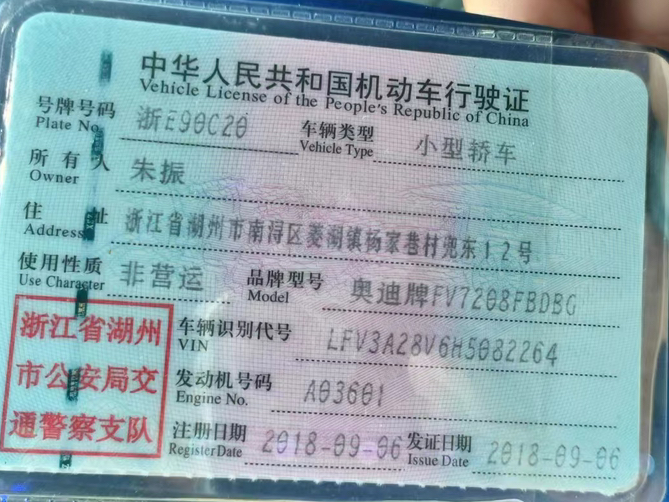 中华人民共和国机动车行驶证
Vehicle License of the People's Republic of China
号牌号码 浙E90C20 车辆类型 小型轿车
Plate No. Vehicle Type
所有人 朱振
Owner
住址 浙江省湖州市南浔区菱湖镇杨家巷村兜东12号
Address
使用性质 非营运 品牌型号 奥迪牌FV7208FBDBG
Use Character Model
浙江省湖州 车辆识别代号 LFV3A28V6H5082264
VIN
市公安局交 发动机号码 A03601
Engine No.
通警察支队 注册日期 2018-09-06 发证日期 2018-09-06
Register Date Issue Date